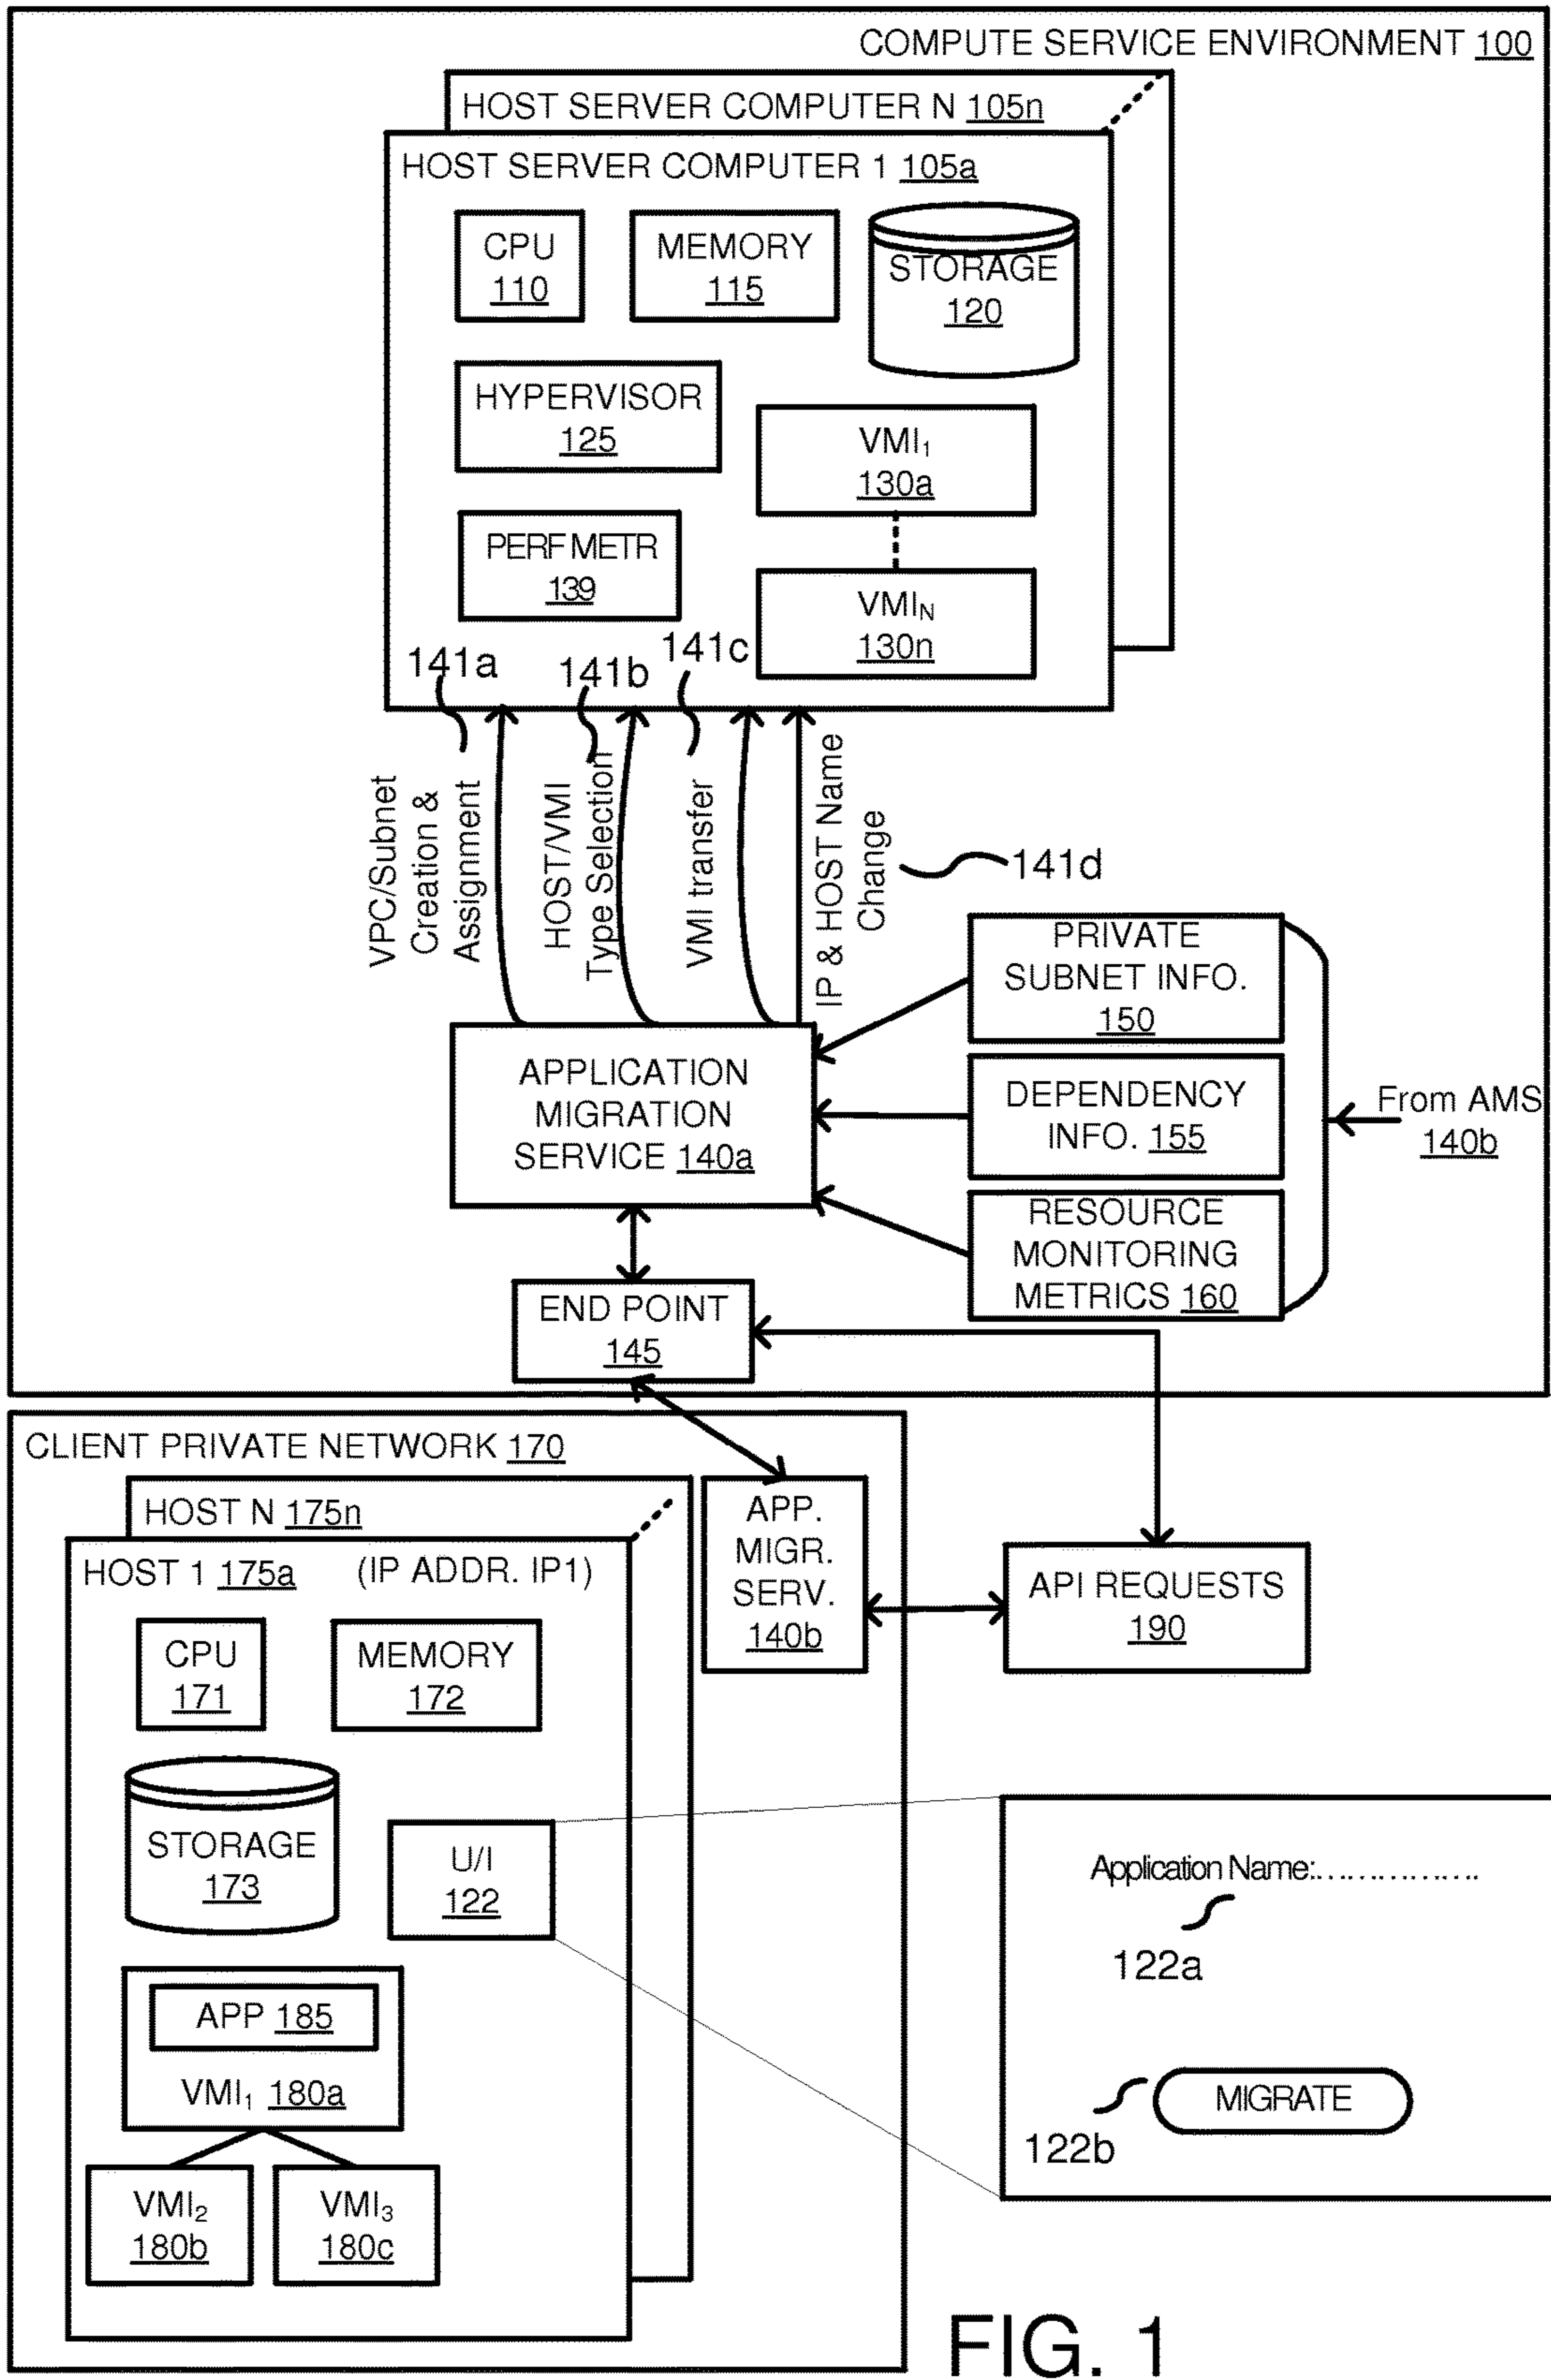 COMPUTE SERVICE ENVIRONMENT 100
HOST SERVER COMPUTER N 105n
HOST SERVER COMPUTER 1 105a
CPU
110
MEMORY
115
STORAGE
120
HYPERVISOR
125
VMI1
130a
PERF METR
139
VMIN
130n
141a
141b
141c
VPC/Subnet
Creation &
Assignment
HOST/VMI
Type Selection
VMI transfer
IP & HOST Name
Change
141d
PRIVATE
SUBNET INFO.
150
APPLICATION
MIGRATION
SERVICE 140a
DEPENDENCY
INFO. 155
From AMS
140b
RESOURCE
MONITORING
METRICS 160
END POINT
145
CLIENT PRIVATE NETWORK 170
HOST N 175n
HOST 1 175a (IP ADDR. IP1)
APP.
MIGR.
SERV.
140b
API REQUESTS
190
CPU
171
MEMORY
172
STORAGE
173
U/I
122
Application Name:................
122a
MIGRATE
122b
APP 185
VMI1 180a
VMI2
180b
VMI3
180c
FIG. 1